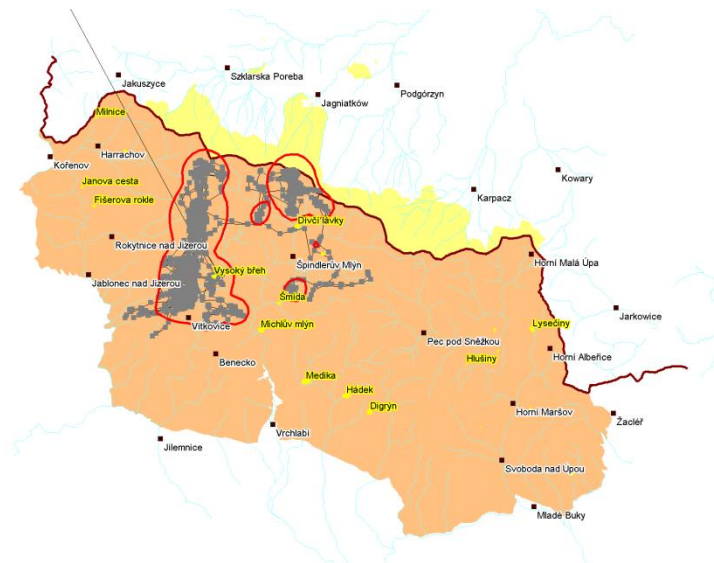 Szklarska Poreba
Jakuszyce
Podgórzyn
Jagniatków
Milnice
Harrachov
Kořenov
Kowary
Janova cesta
Karpacz
Fišerova rokle
Dívčí lávky
Rokytnice nad Jizerou
Špindlerův Mlýn
Horní Malá Úpa
Vysoký břeh
Jablonec nad Jizerou
Šmída
Jarkowice
Vítkovice
Michlův mlýn
Lysečiny
Pec pod Sněžkou
Benecko
Hlušiny
Horní Albeřice
Medika
Hádek
Horní Maršov
Digrýn
Žacléř
Vrchlabí
Jilemnice
Svoboda nad Úpou
Mladé Buky